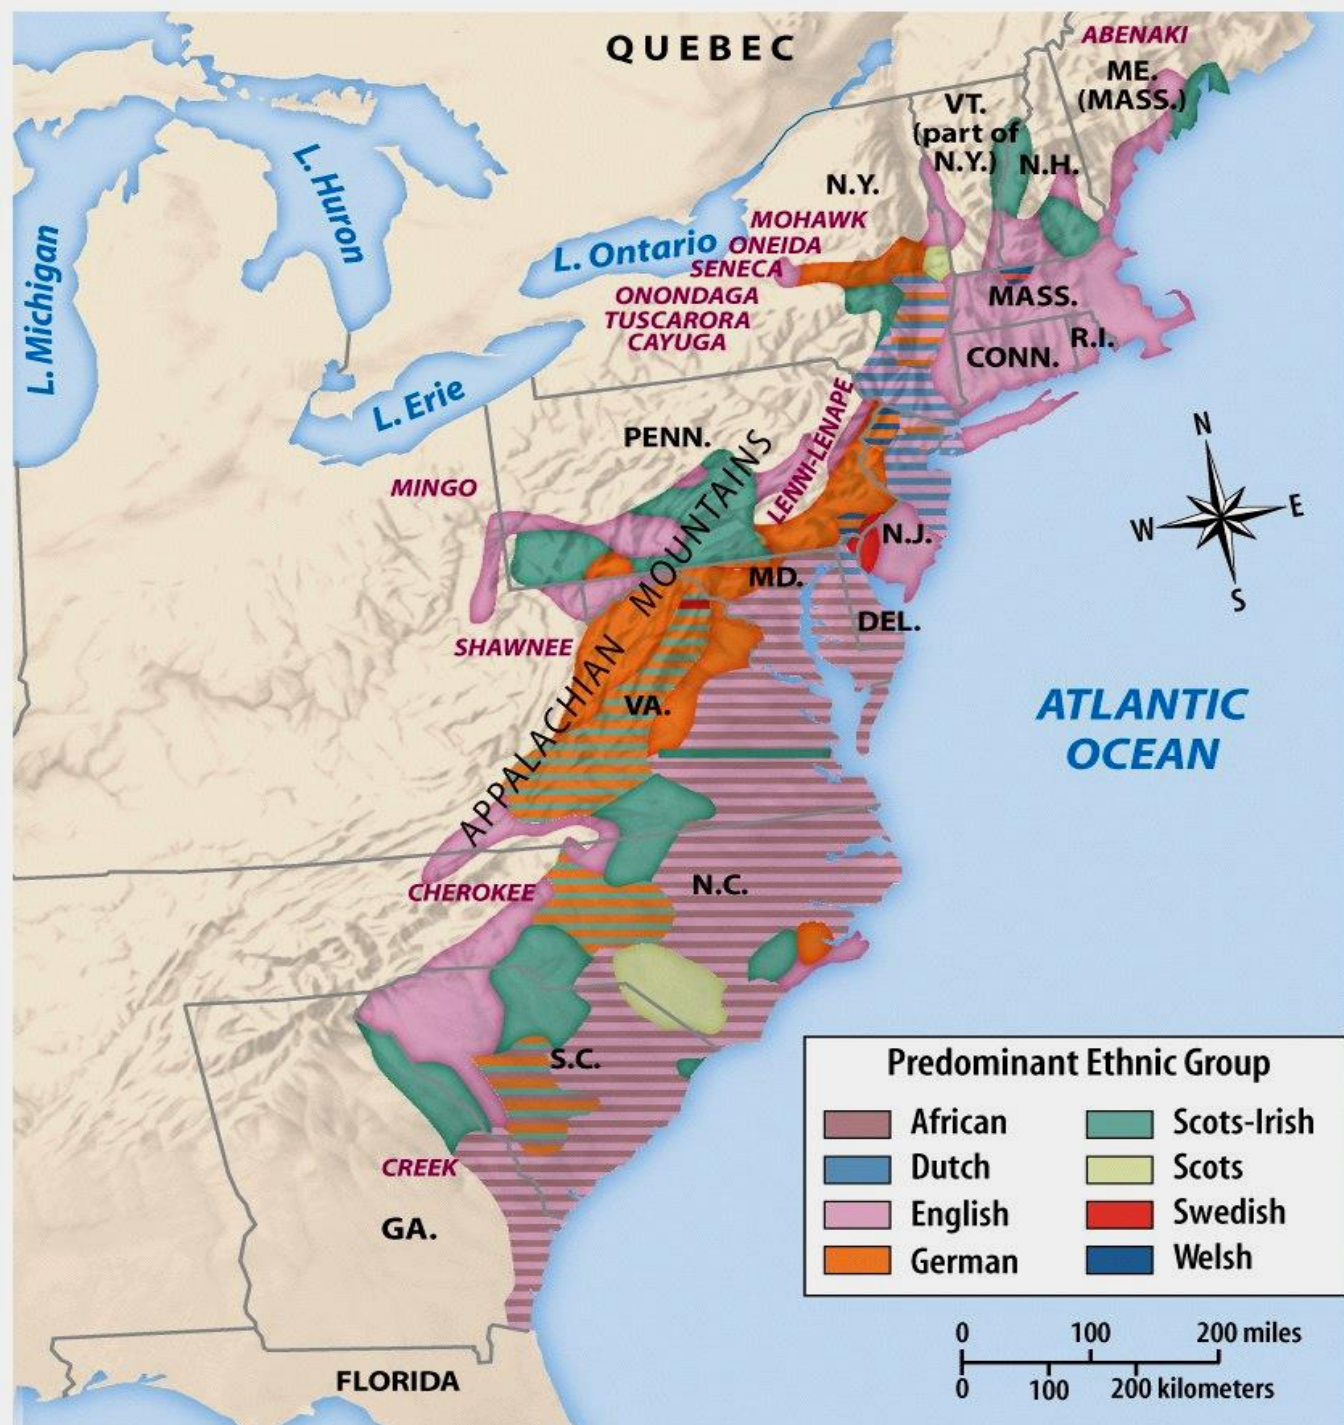 QUEBEC
ABENAKI
ME.
(MASS.)
VT.
(part of
N.Y.)
N.H.
N.Y.
L. Huron
L. Michigan
MOHAWK
L. Ontario
ONEIDA
SENECA
ONONDAGA
TUSCARORA
CAYUGA
MASS.
R.I.
CONN.
L. Erie
PENN.
LENNI-LENAPE
MINGO
N
W
E
S
N.J.
MD.
DEL.
SHAWNEE
APPALACHIAN MOUNTAINS
VA.
ATLANTIC
OCEAN
CHEROKEE
N.C.
S.C.
CREEK
GA.
FLORIDA
Predominant Ethnic Group
African
Dutch
English
German
Scots-Irish
Scots
Swedish
Welsh
0 100 200 miles
0 100 200 kilometers